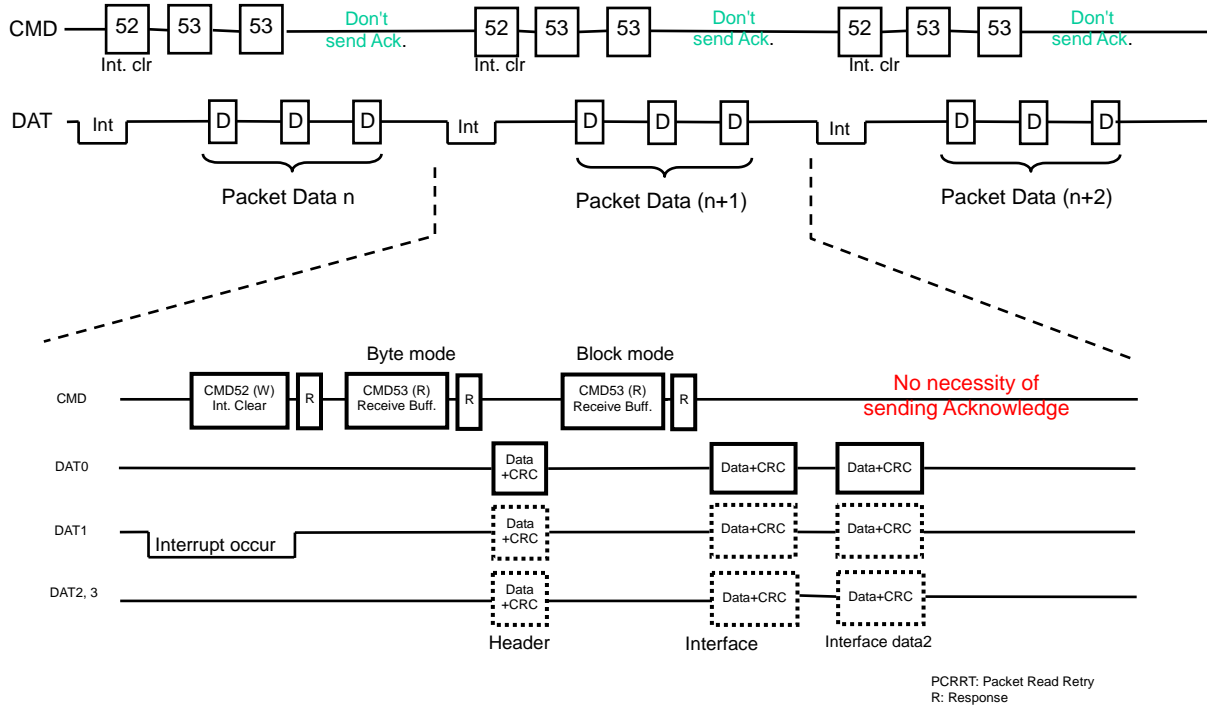 CMD 52 53 53 Don't send Ack. 52 53 53 Don't send Ack. 52 53 53 Don't send Ack.
Int. clr Int. clr Int. clr
DAT Int D D D Int D D D Int D D D
Packet Data n Packet Data (n+1) Packet Data (n+2)
Byte mode Block mode
CMD CMD52 (W) Int. Clear R CMD53 (R) Receive Buff. R CMD53 (R) Receive Buff. R No necessity of sending Acknowledge
DAT0 Data +CRC Data+CRC Data+CRC
DAT1 Interrupt occur Data +CRC Data+CRC Data+CRC
DAT2, 3 Data +CRC Data+CRC Data+CRC
Header Interface Interface data2
PCRRT: Packet Read Retry
R: Response